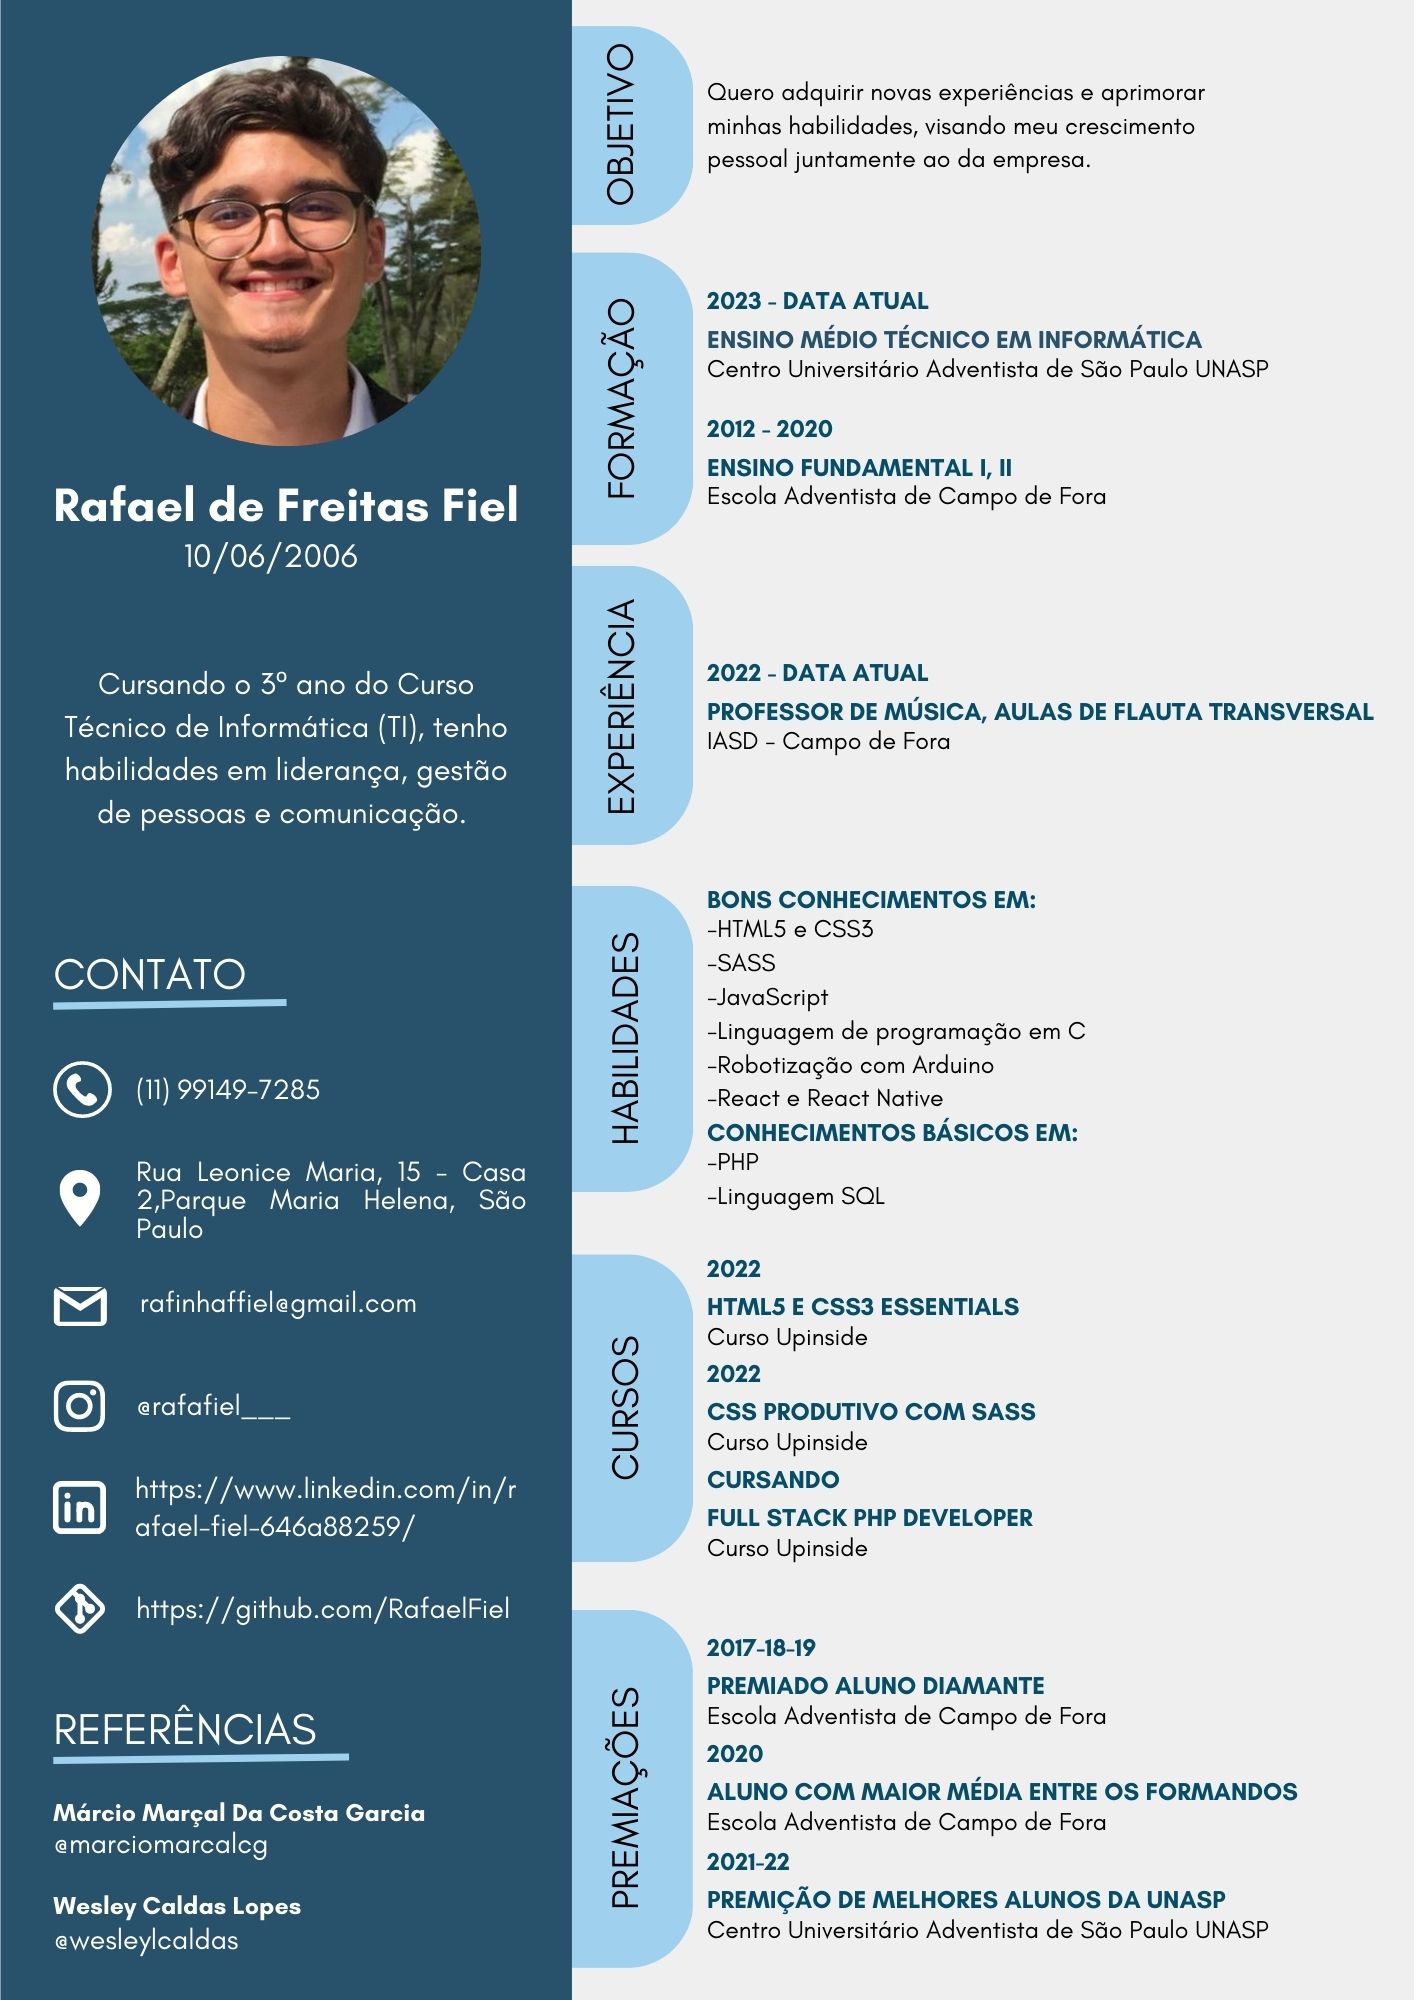 Rafael de Freitas Fiel
10/06/2006
Cursando o 3º ano do Curso
Técnico de Informática (TI), tenho
habilidades em liderança, gestão
de pessoas e comunicação.
CONTATO
(11) 99149-7285
Rua Leonice Maria, 15 - Casa
2,Parque Maria Helena, São
Paulo
rafinhaffiel@gmail.com
@rafafiel___
https://www.linkedin.com/in/r
afael-fiel-646a88259/
https://github.com/RafaelFiel
REFERÊNCIAS
Márcio Marçal Da Costa Garcia
@marciomarcalcg
Wesley Caldas Lopes
@wesleylcaldas
OBJETIVO
Quero adquirir novas experiências e aprimorar
minhas habilidades, visando meu crescimento
pessoal juntamente ao da empresa.
FORMAÇÃO
2023 - DATA ATUAL
ENSINO MÉDIO TÉCNICO EM INFORMÁTICA
Centro Universitário Adventista de São Paulo UNASP
2012 - 2020
ENSINO FUNDAMENTAL I, II
Escola Adventista de Campo de Fora
EXPERIÊNCIA
2022 - DATA ATUAL
PROFESSOR DE MÚSICA, AULAS DE FLAUTA TRANSVERSAL
IASD - Campo de Fora
HABILIDADES
BONS CONHECIMENTOS EM:
-HTML5 e CSS3
-SASS
-JavaScript
-Linguagem de programação em C
-Robotização com Arduino
-React e React Native
CONHECIMENTOS BÁSICOS EM:
-PHP
-Linguagem SQL
CURSOS
2022
HTML5 E CSS3 ESSENTIALS
Curso Upinside
2022
CSS PRODUTIVO COM SASS
Curso Upinside
CURSANDO
FULL STACK PHP DEVELOPER
Curso Upinside
PREMIAÇÕES
2017-18-19
PREMIADO ALUNO DIAMANTE
Escola Adventista de Campo de Fora
2020
ALUNO COM MAIOR MÉDIA ENTRE OS FORMANDOS
Escola Adventista de Campo de Fora
2021-22
PREMIÇÃO DE MELHORES ALUNOS DA UNASP
Centro Universitário Adventista de São Paulo UNASP